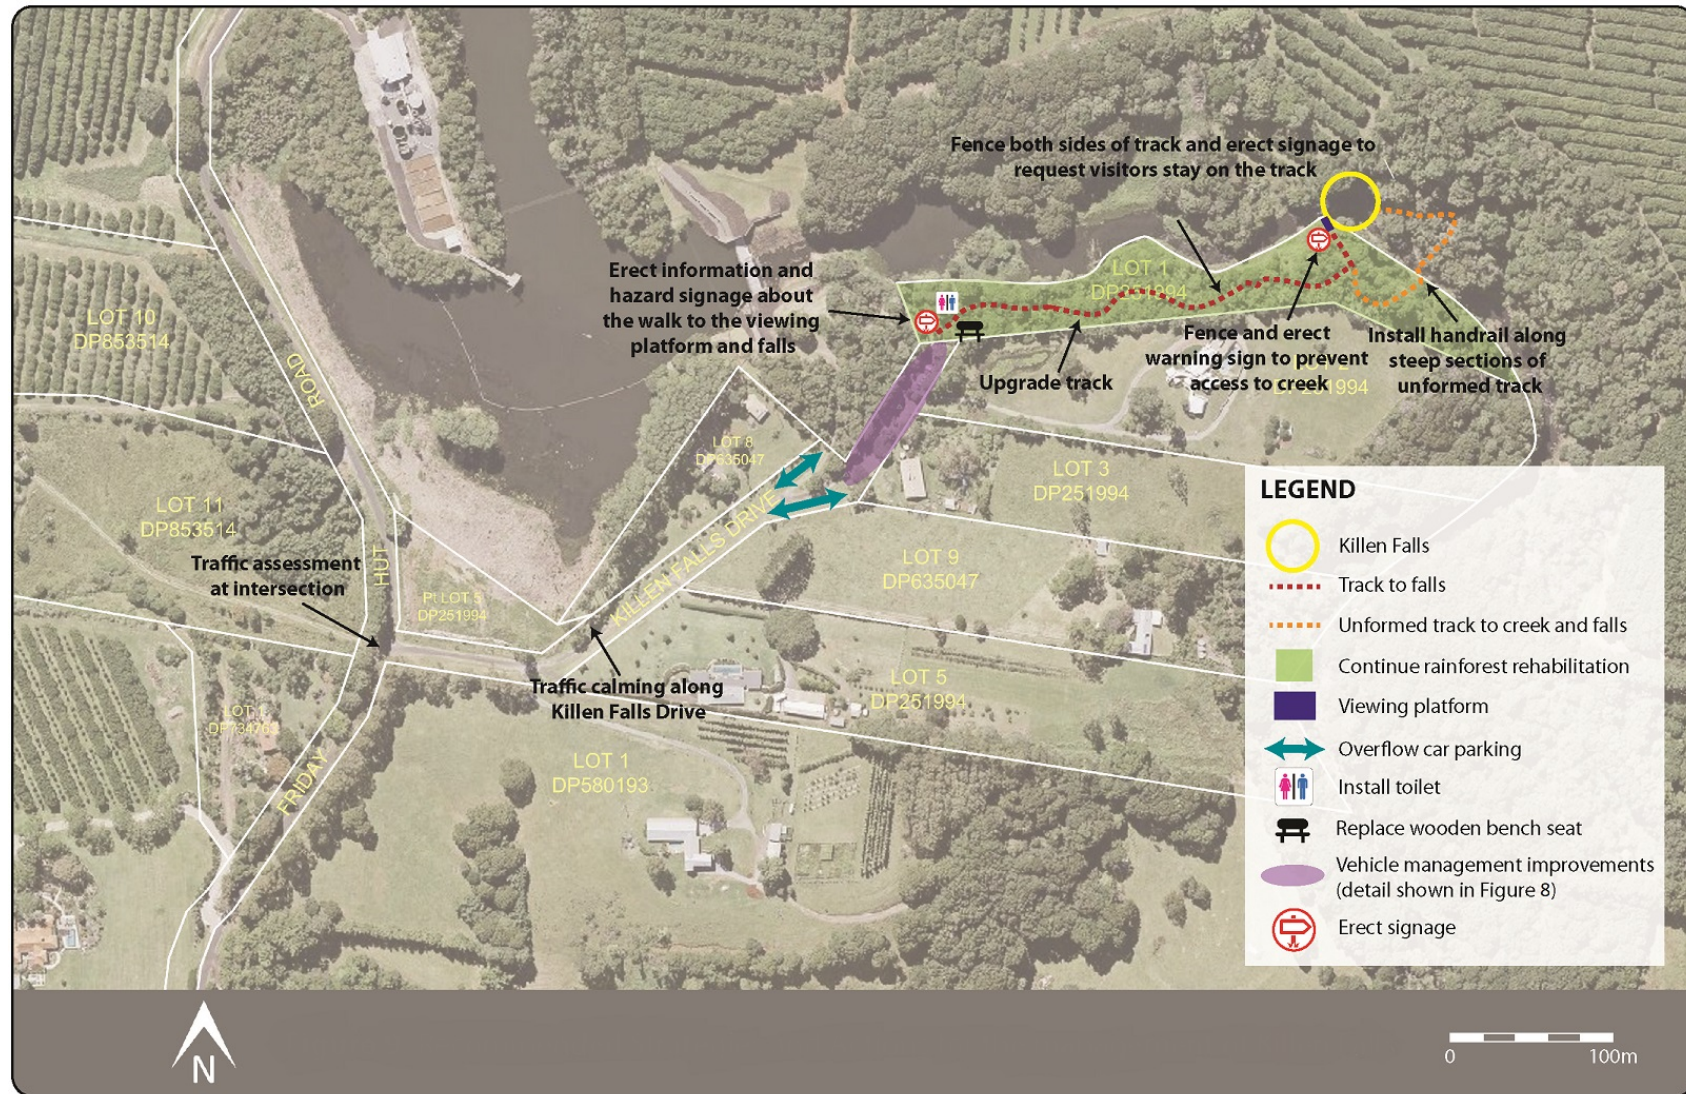 Fence both sides of track and erect signage to
request visitors stay on the track
Erect information and
hazard signage about
the walk to the viewing
platform and falls
LOT 1
DP251994
LOT 10
DP853514
Fence and erect
warning sign to prevent
access to creek
Install handrail along
steep sections of
unformed track
Upgrade track
DP251994
ROAD
LOT 8
DP635047
LOT 3
DP251994
LOT 11
DP853514
Traffic assessment
at intersection
HUT
KILLEN FALLS DRIVE
LOT 9
DP635047
Pt LOT 5
DP251994
Traffic calming along
Killen Falls Drive
LOT 5
DP251994
LOT 1
FRIDAY
LOT 1
DP580193
LEGEND
Killen Falls
Track to falls
Unformed track to creek and falls
Continue rainforest rehabilitation
Viewing platform
Overflow car parking
Install toilet
Replace wooden bench seat
Vehicle management improvements
(detail shown in Figure 8)
Erect signage
N
0 100m